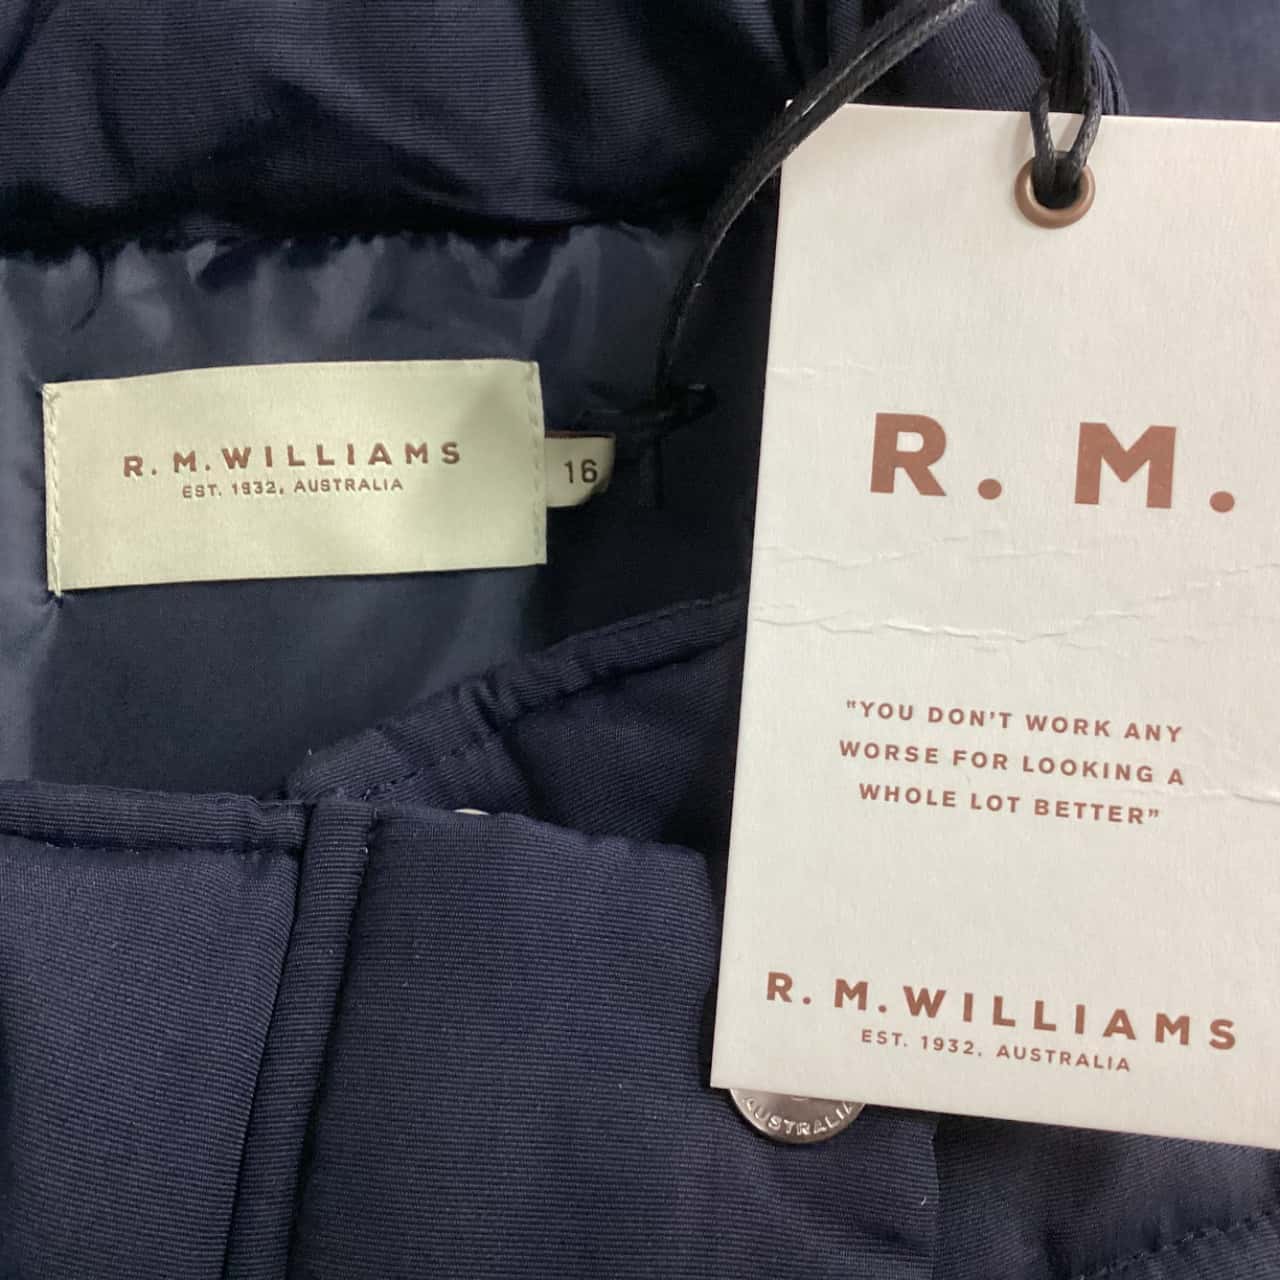 R. M. WILLIAMS
EST. 1932, AUSTRALIA
16
R. M.
"YOU DON'T WORK ANY
WORSE FOR LOOKING A
WHOLE LOT BETTER"
R. M. WILLIAMS
EST. 1932, AUSTRALIA
AUSTRALIA